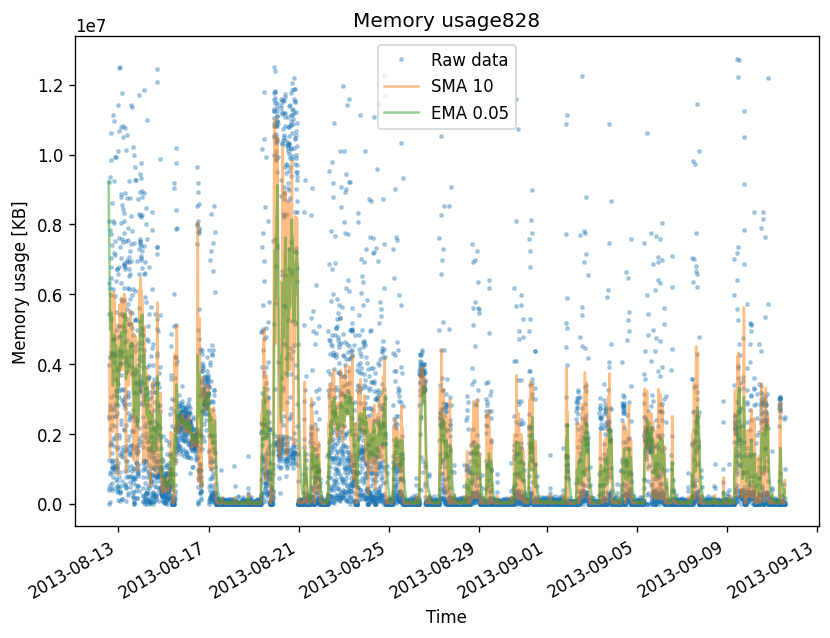 Memory usage828
1e7
Raw data
SMA 10
EMA 0.05
1.2
1.0
0.8
0.6
0.4
0.2
0.0
Memory usage [KB]
2013-08-13
2013-08-17
2013-08-21
2013-08-25
2013-08-29
2013-09-01
2013-09-05
2013-09-09
2013-09-13
Time